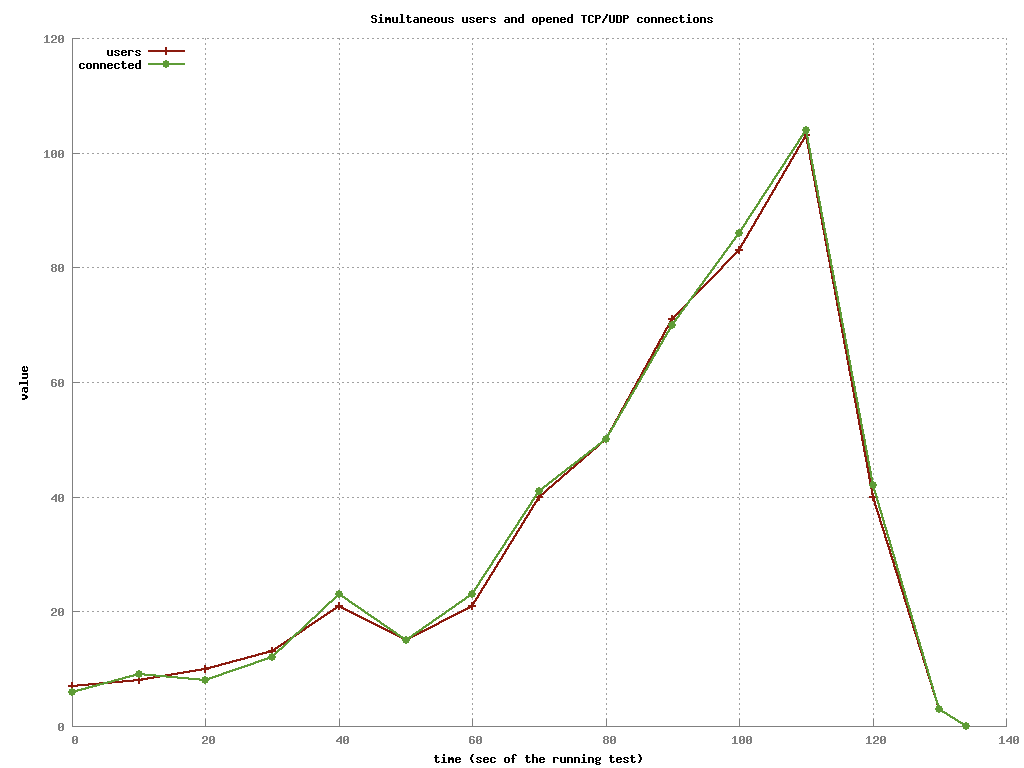 Simultaneous users and opened TCP/UDP connections
120
users
connected
100
80
60
value
40
20
0
0 20 40 60 80 100 120 140
time (sec of the running test)